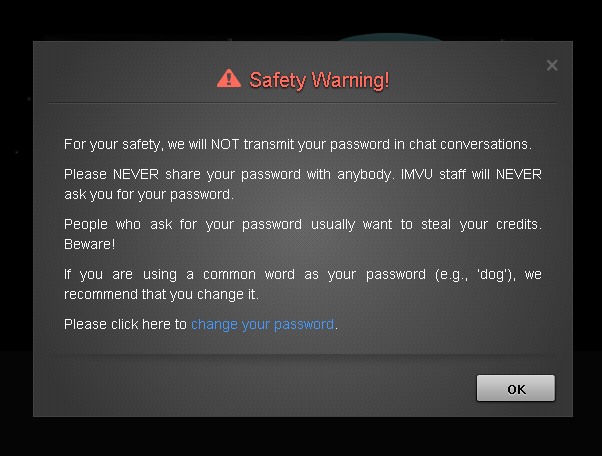 Safety Warning!
For your safety, we will NOT transmit your password in chat conversations.
Please NEVER share your password with anybody. IMVU staff will NEVER
ask you for your password.
People who ask for your password usually want to steal your credits.
Beware!
If you are using a common word as your password (e.g., 'dog'), we
recommend that you change it.
Please click here to change your password.
OK